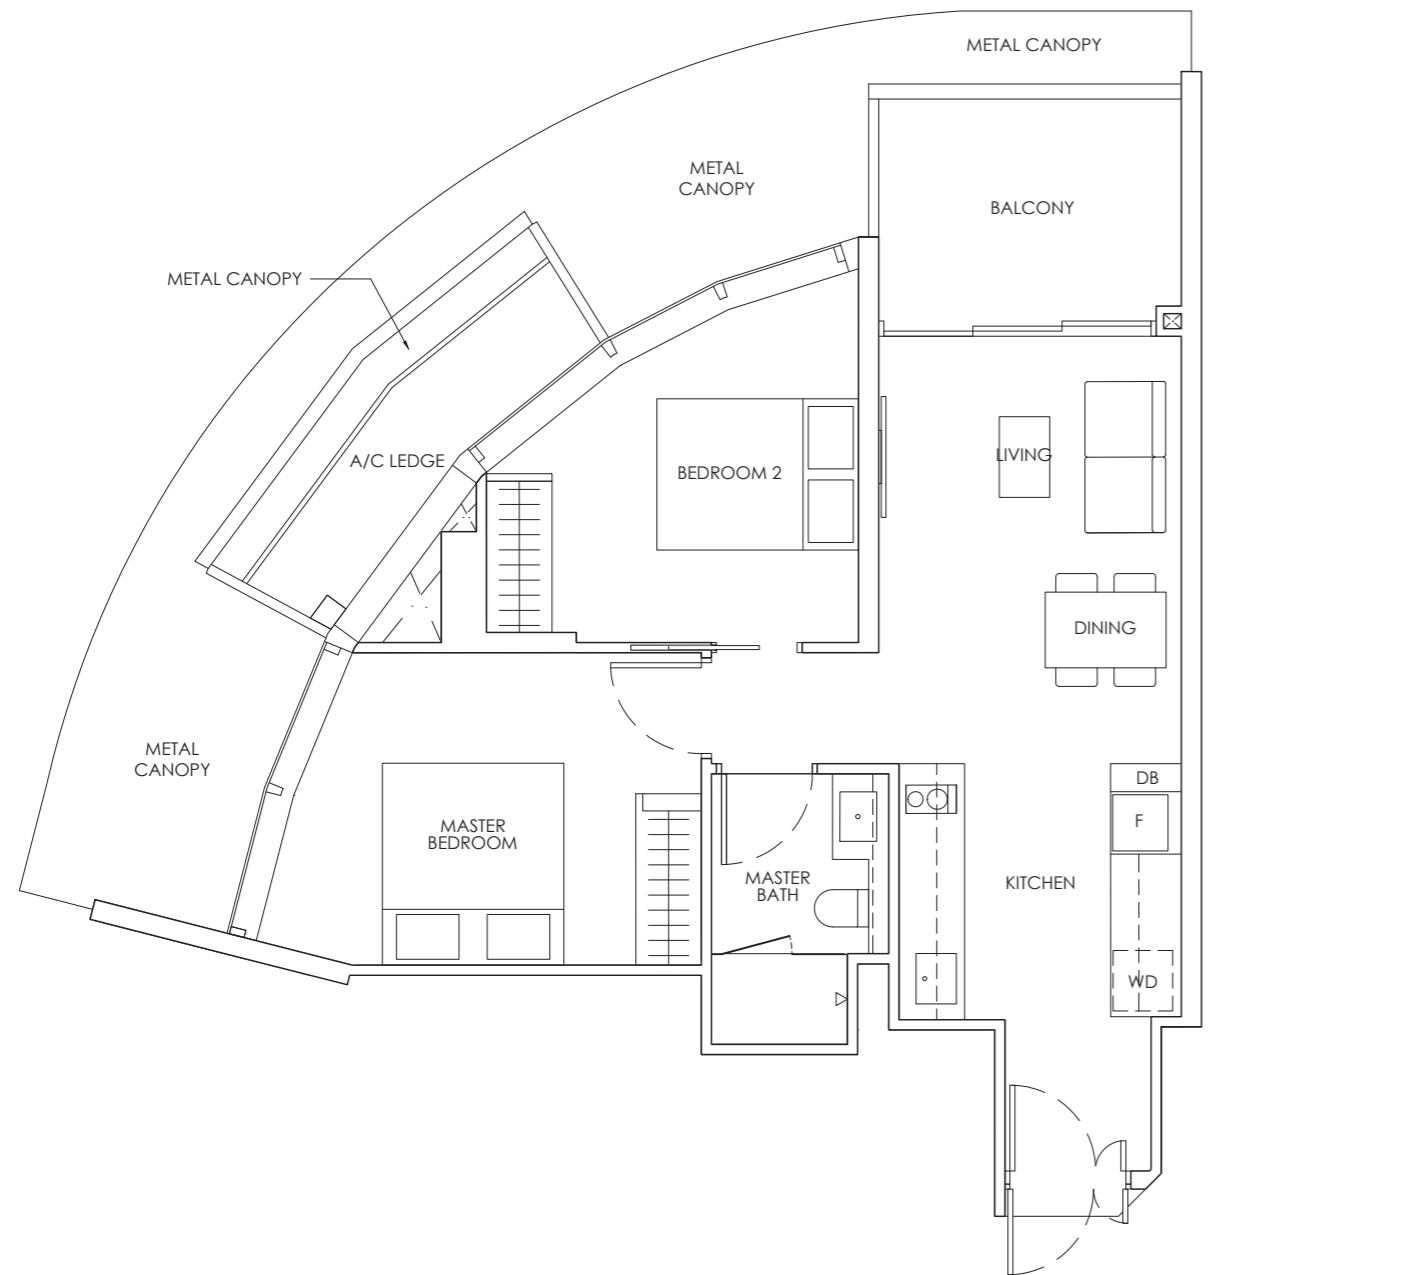 METAL CANOPY
METAL
CANOPY
BALCONY
METAL CANOPY
A/C LEDGE
BEDROOM 2
LIVING
DINING
METAL
CANOPY
DB
F
MASTER
BEDROOM
MASTER
BATH
KITCHEN
WD